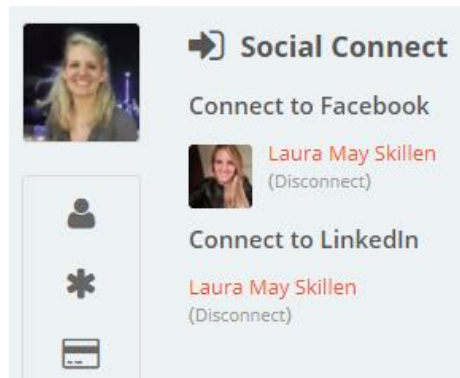 Social Connect
Connect to Facebook
Laura May Skillen
(Disconnect)
Connect to LinkedIn
Laura May Skillen
(Disconnect)